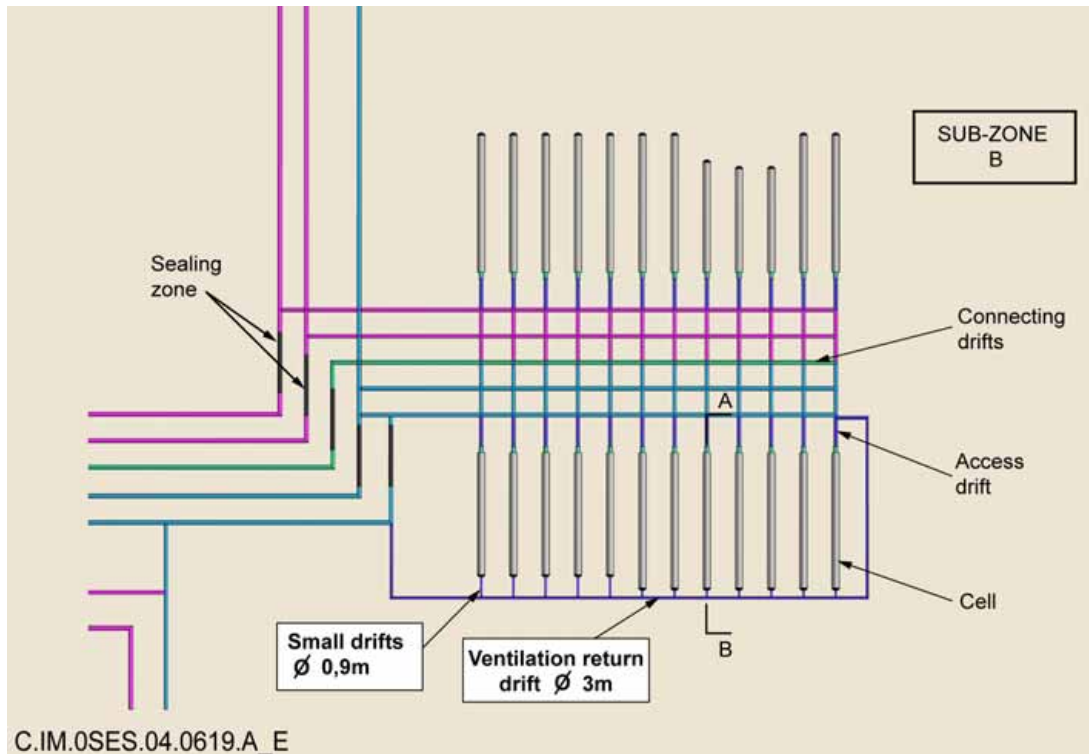 SUB-ZONE
B
Sealing
zone
Connecting
drifts
A
Access
drift
Cell
Small drifts
Ø 0,9m
Ventilation return
drift Ø 3m
B
C.IM.0SES.04.0619.A_E